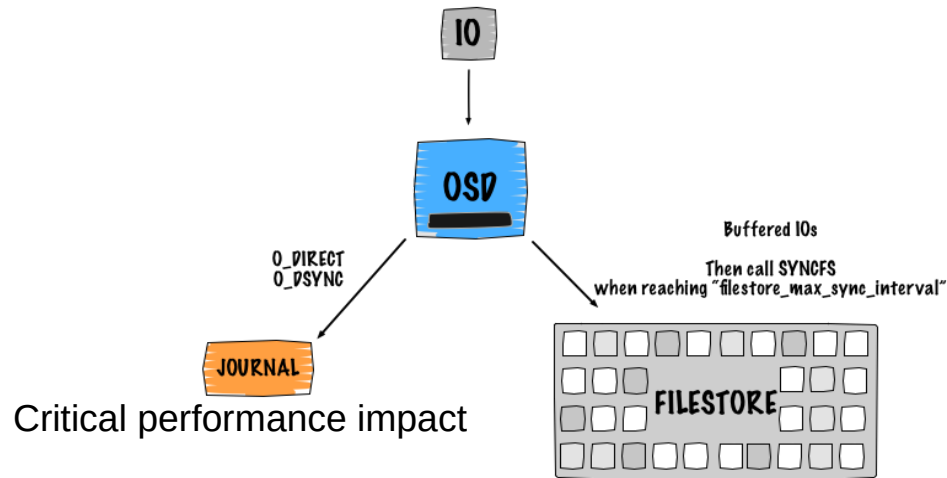 IO
OSD
O_DIRECT
O_DSYNC
Buffered IOs
Then call SYNCFS
when reaching "filestore_max_sync_interval"
JOURNAL
Critical performance impact
FILESTORE